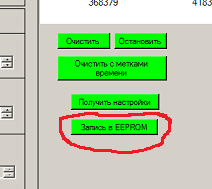 368379 4183
Очистить Остановить
Очистить с метками
времени
Получить настройки
Запись в EEPROM